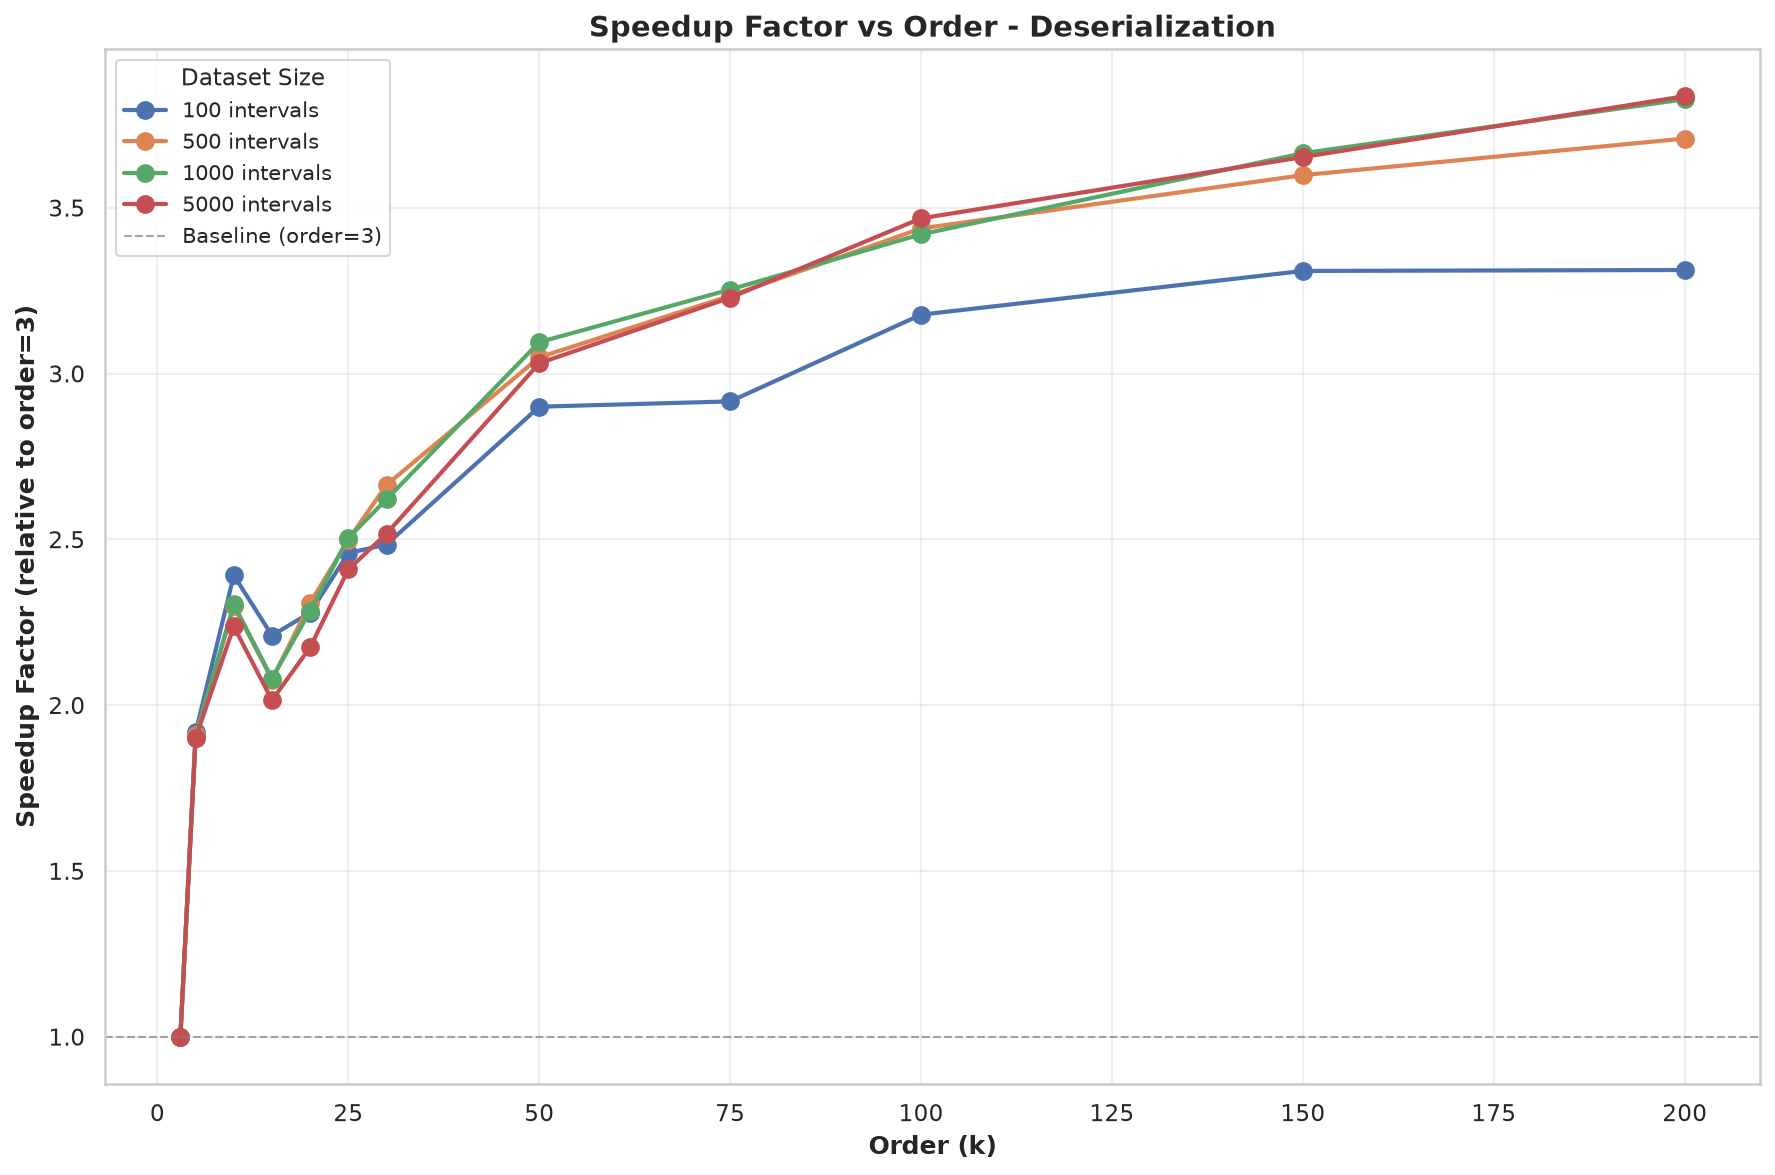 Speedup Factor vs Order - Deserialization
Dataset Size
100 intervals
500 intervals
1000 intervals
5000 intervals
Baseline (order=3)
Speedup Factor (relative to order=3)
3.5
3.0
2.5
2.0
1.5
1.0
0 25 50 75 100 125 150 175 200
Order (k)